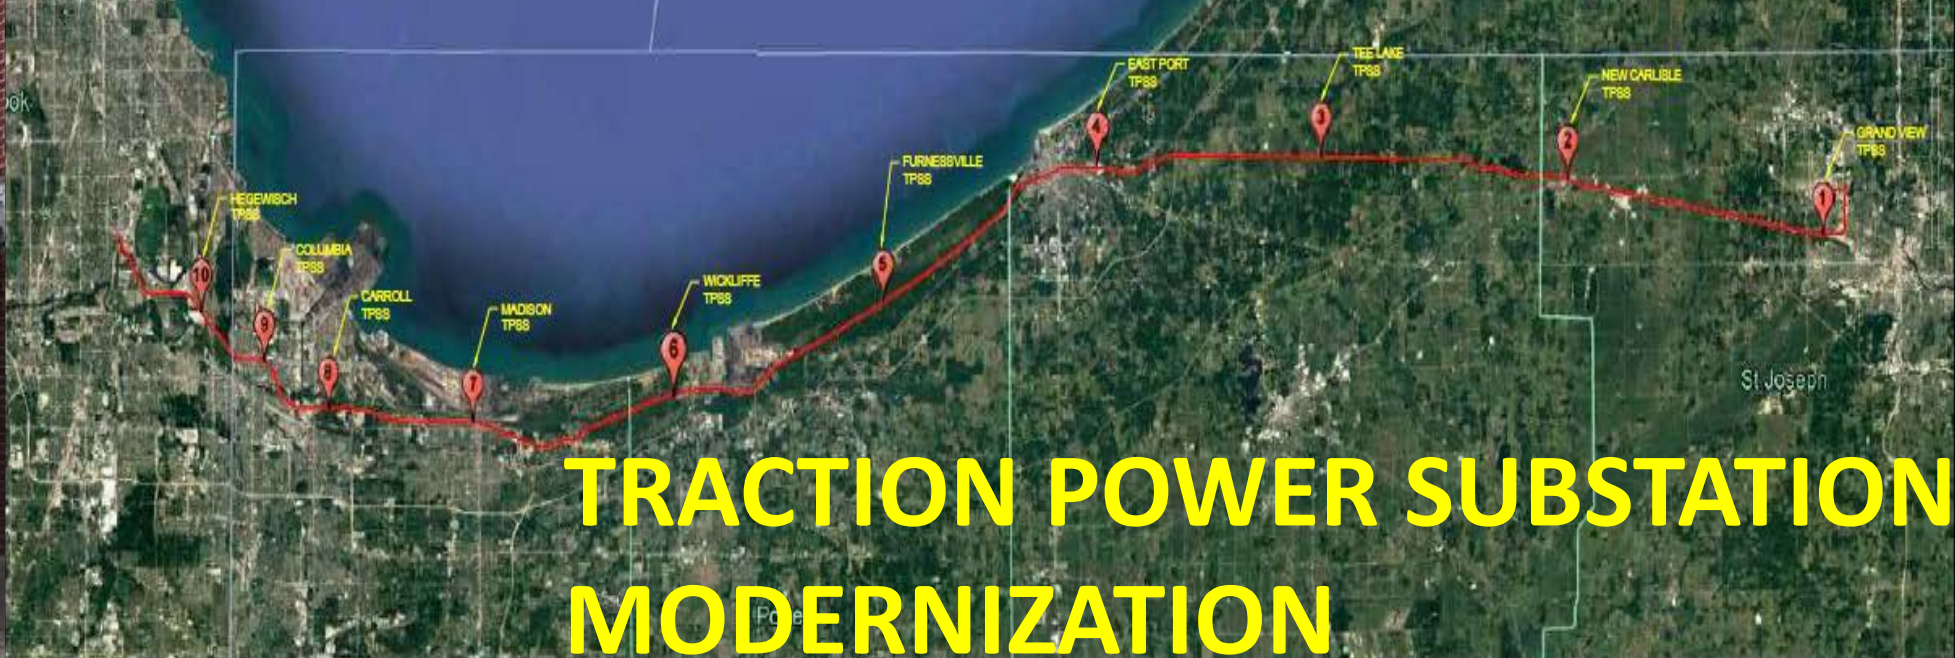 EAST PORT
TPSS
TEE LAKE
TPSS
NEW CARLISLE
TPSS
GRAND VIEW
TPSS
ook
4
3
2
1
FURNESSVILLE
TPSS
5
HEGEWISCH
TPSS
10
COLUMBIA
TPSS
9
CARROLL
TPSS
8
MADISON
TPSS
7
WICKLIFFE
TPSS
6
St Joseph
TRACTION POWER SUBSTATION
MODERNIZATION